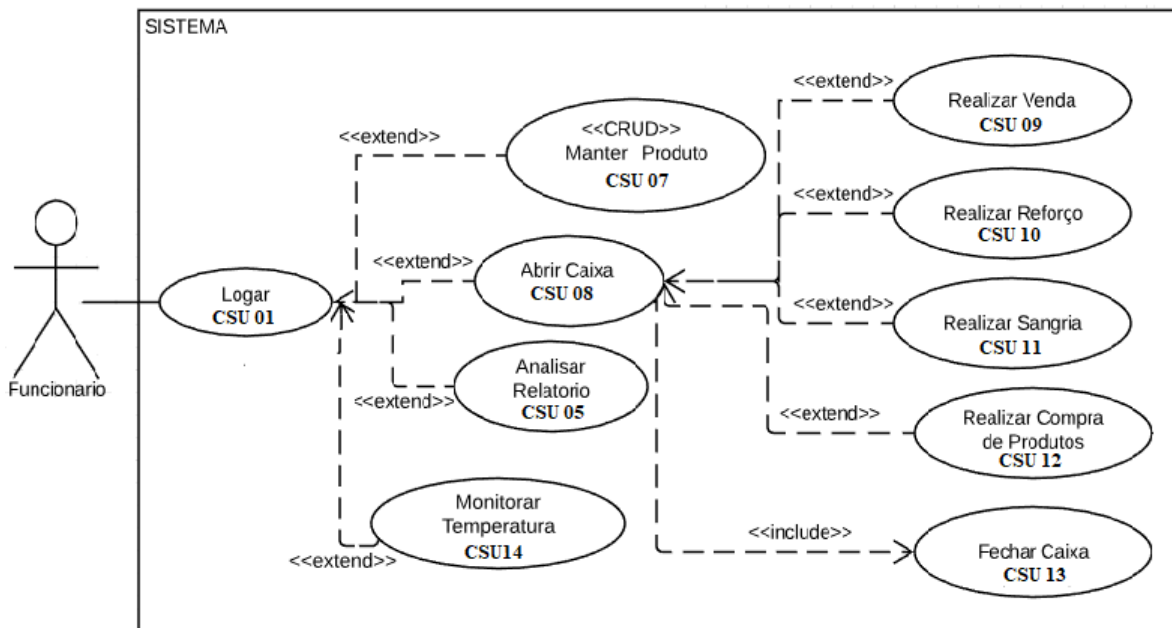 SISTEMA
<<extend>>
Realizar Venda
CSU 09
<<extend>>
<<CRUD>>
Manter Produto
CSU 07
<<extend>>
Realizar Reforço
CSU 10
<<extend>>
Abrir Caixa
CSU 08
Logar
CSU 01
<<extend>>
Realizar Sangria
CSU 11
Funcionario
Analisar
Relatorio
CSU 05
<<extend>>
<<extend>>
Realizar Compra
de Produtos
CSU 12
Monitorar
Temperatura
CSU14
<<extend>>
<<include>>
Fechar Caixa
CSU 13